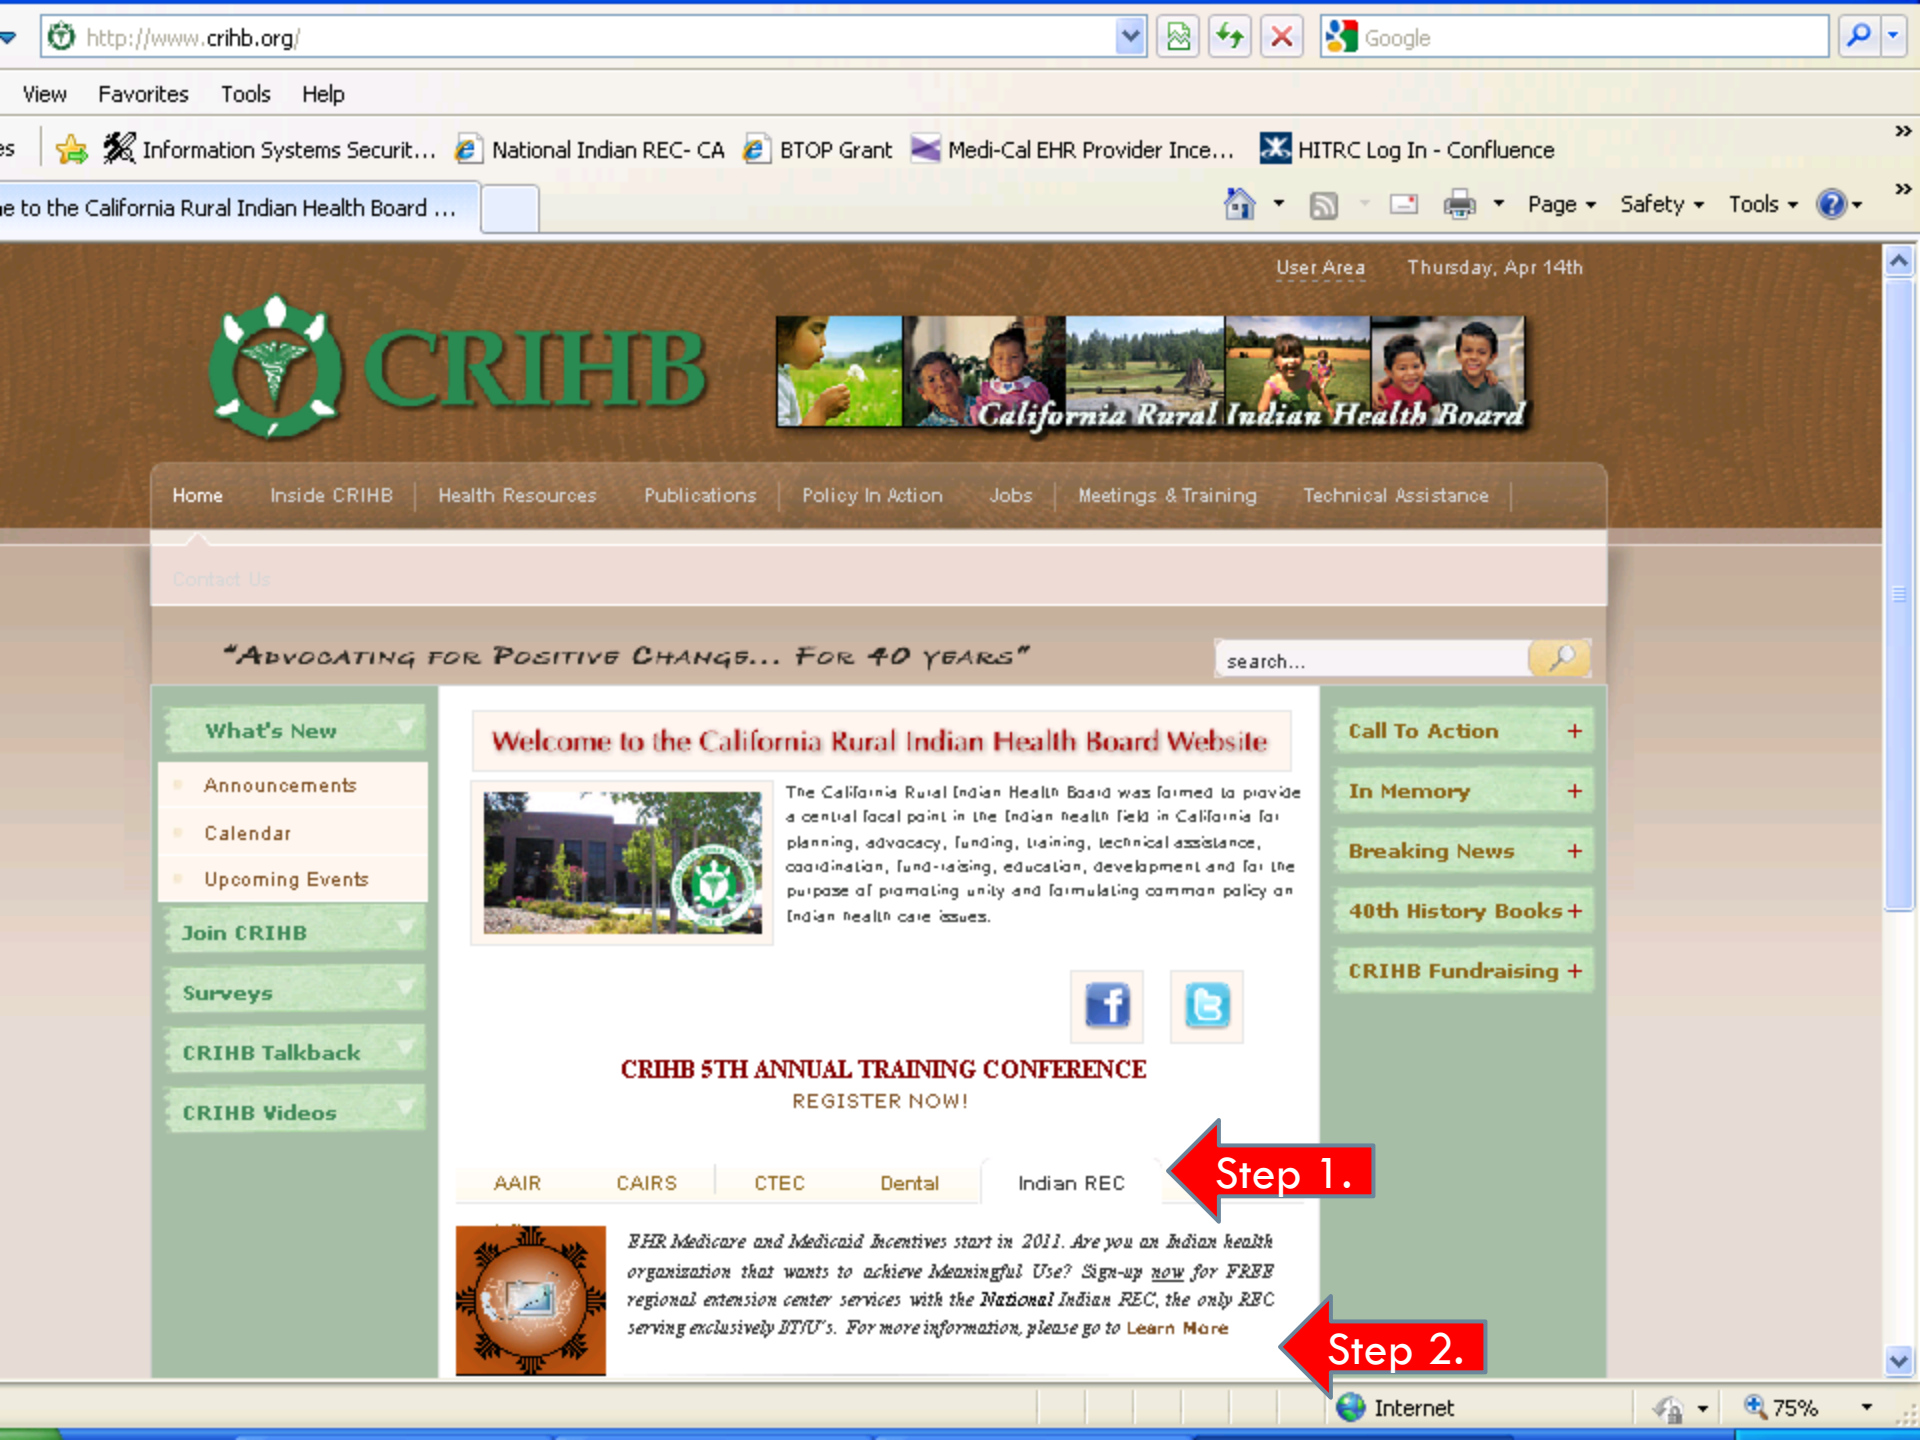 http://www.crihb.org/
Google
View Favorites Tools Help
es Information Systems Securit... National Indian REC- CA BTOP Grant Medi-Cal EHR Provider Ince... HITRC Log In - Confluence »
e to the California Rural Indian Health Board ... Page Safety Tools »
User Area Thursday, Apr 14th
CRIHB
California Rural Indian Health Board
Home Inside CRIHB Health Resources Publications Policy In Action Jobs Meetings & Training Technical Assistance
Contact Us
"Advocating for Positive Change... For 40 years"
search...
What's New
Announcements
Calendar
Upcoming Events
Join CRIHB
Surveys
CRIHB Talkback
CRIHB Videos
Welcome to the California Rural Indian Health Board Website
The California Rural Indian Health Board was formed to provide
a central focal point in the Indian health field in California for
planning, advocacy, funding, training, technical assistance,
coordination, fund-raising, education, development and for the
purpose of promoting unity and formulating common policy on
Indian health care issues.
CRIHB 5TH ANNUAL TRAINING CONFERENCE
REGISTER NOW!
AAIR CAIRS CTEC Dental Indian REC
Step 1.
EHR Medicare and Medicaid Incentives start in 2011. Are you an Indian health
organization that wants to achieve Meaningful Use? Sign-up now for FREE
regional extension center services with the National Indian REC, the only REC
serving exclusively I/T/U's. For more information, please go to Learn More
Step 2.
Call To Action +
In Memory +
Breaking News +
40th History Books +
CRIHB Fundraising +
Internet
75%